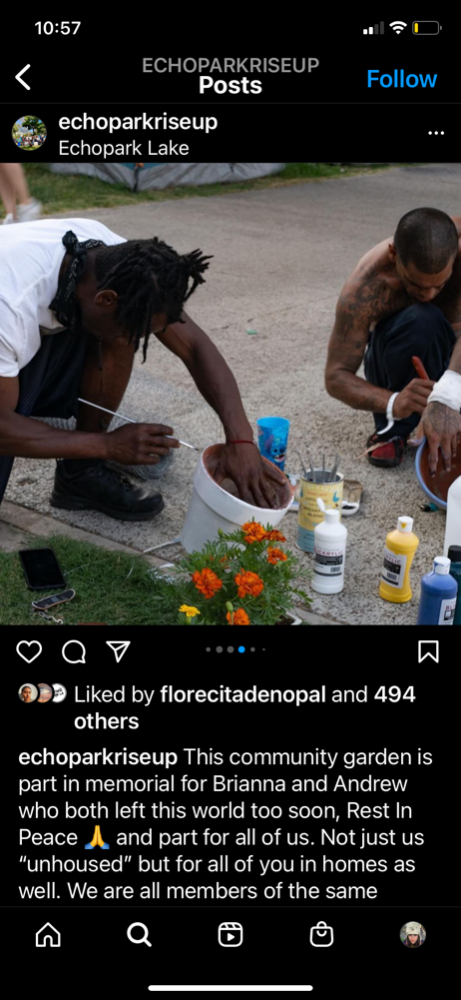 10:57
ECHOPARKRISEUP
Posts
Follow
echoparkriseup
Echopark Lake
Liked by florecitadenopal and 494
others
echoparkriseup This community garden is
part in memorial for Brianna and Andrew
who both left this world too soon, Rest In
Peace 🙏 and part for all of us. Not just us
“unhoused” but for all of you in homes as
well. We are all members of the same